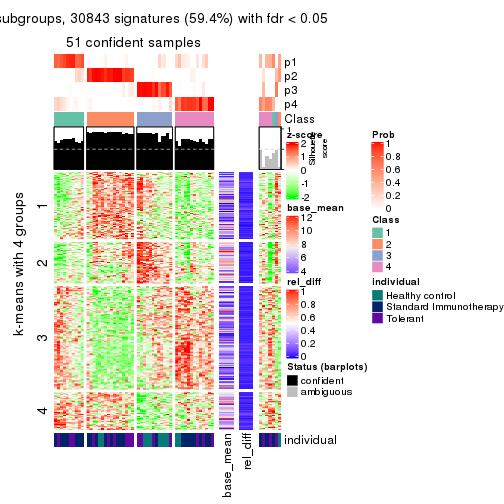 subgroups, 30843 signatures (59.4%) with fdr < 0.05
51 confident samples
p1
p2
p3
p4
Class
1
Silhouette
score
k-means with 4 groups
1
2
3
4
individual
base_mean
rel_diff
z-score
2
1
0
-1
-2
base_mean
12
10
8
6
4
rel_diff
1
0.8
0.6
0.4
0.2
0
Status (barplots)
confident
ambiguous
Prob
1
0.8
0.6
0.4
0.2
0
Class
1
2
3
4
individual
Healthy control
Standard Immunotherapy
Tolerant